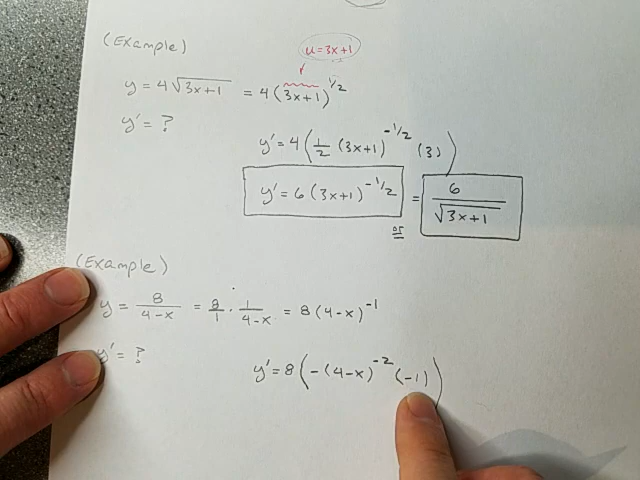 (Example)
u=3x+1
y = 4√(3x+1) = 4(3x+1)^1/2
y' = ?
y' = 4(1/2 (3x+1)^-1/2 (3))
y' = 6(3x+1)^-1/2 = 6/√(3x+1)
or
(Example)
y = 8/(4-x) = 8/1 · 1/(4-x) = 8(4-x)^-1
y' = ?
y' = 8(-(4-x)^-2 (-1))